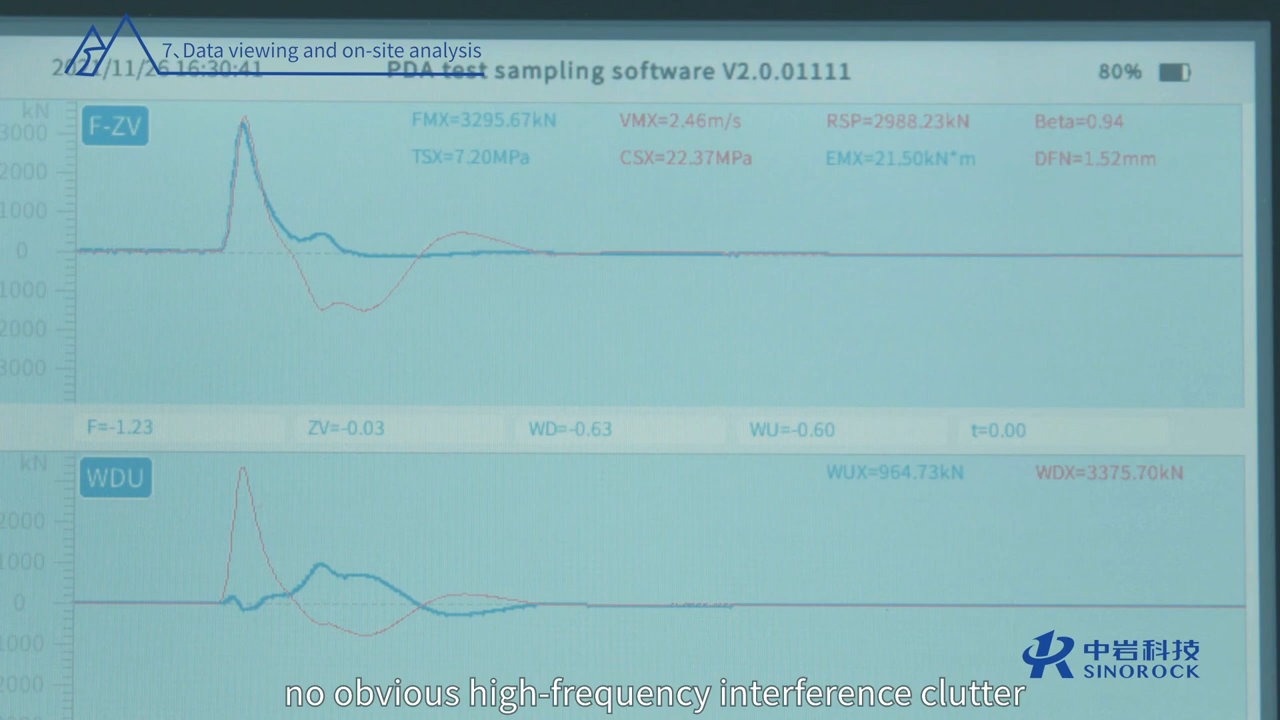 7、Data viewing and on-site analysis
2021/11/26 16:30:41 PDA test sampling software V2.0.01111 80%
kN
F-ZV
FMX=3295.67kN VMX=2.46m/s RSP=2988.23kN Beta=0.94
TSX=7.20MPa CSX=22.37MPa EMX=21.50kN*m DFN=1.52mm
3000
2000
1000
0
1000
2000
3000
F=-1.23 ZV=-0.03 WD=-0.63 WU=-0.60 t=0.00
kN
WDU
WUX=964.73kN WDX=3375.70kN
2000
1000
0
1000
2000
中岩科技
SINOROCK
no obvious high-frequency interference clutter